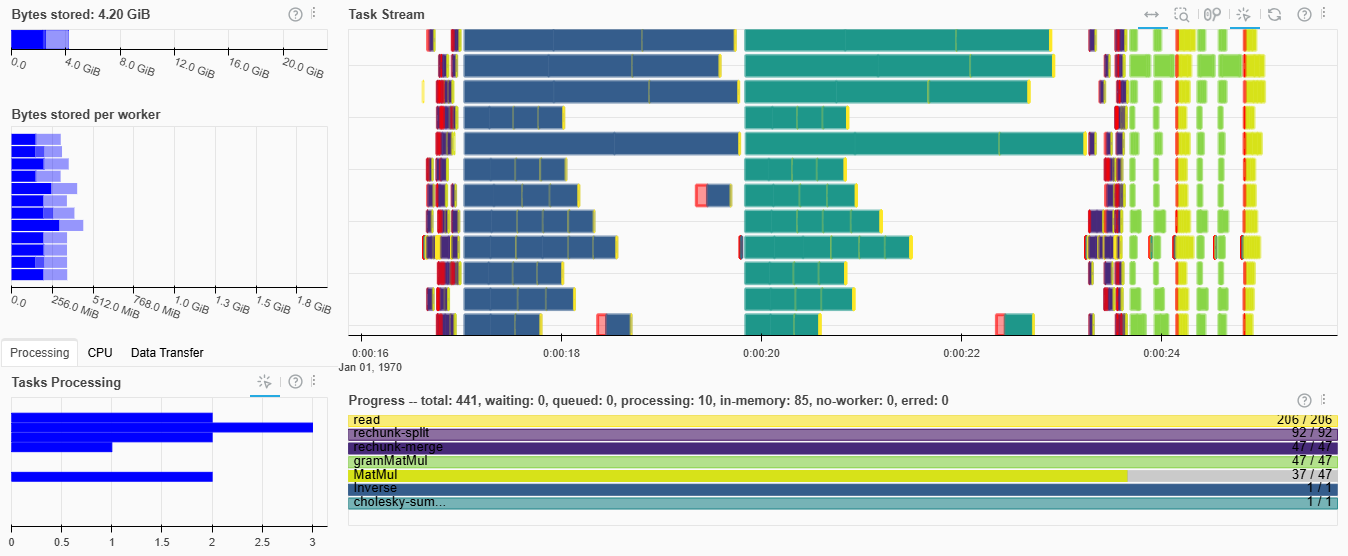 Bytes stored: 4.20 GiB
0.0 4.0 GiB 8.0 GiB 12.0 GiB 16.0 GiB 20.0 GiB
Bytes stored per worker
0.0 256.0 MiB 512.0 MiB 768.0 MiB 1.0 GiB 1.3 GiB 1.5 GiB 1.8 GiB
Processing CPU Data Transfer
Tasks Processing
0 0.5 1 1.5 2 2.5 3
Task Stream
0:00:16 0:00:18 0:00:20 0:00:22 0:00:24
Jan 01, 1970
Progress -- total: 441, waiting: 0, queued: 0, processing: 10, in-memory: 85, no-worker: 0, erred: 0
read 206 / 206
rechunk-split 92 / 92
rechunk-merge 47 / 47
gramMatMul 47 / 47
MatMul 37 / 47
Inverse 1 / 1
cholesky-sum... 1 / 1